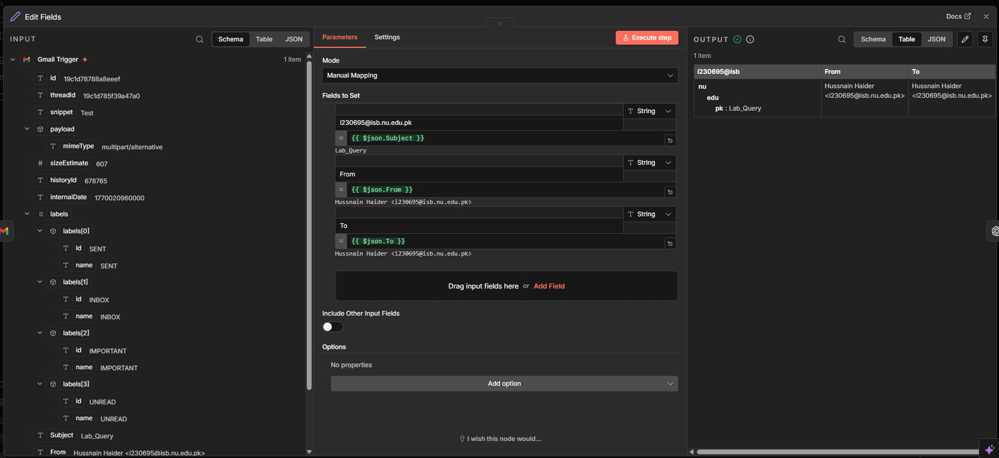 Edit Fields
Docs
INPUT
Schema
Table
JSON
Gmail Trigger
1 item
T id 19c1d78788a8eeef
T threadId 19c1d785f39a47a0
T snippet Test
payload
T mimeType multipart/alternative
# sizeEstimate 607
T historyId 678765
T internalDate 1770020960000
labels
labels[0]
T id SENT
T name SENT
labels[1]
T id INBOX
T name INBOX
labels[2]
T id IMPORTANT
T name IMPORTANT
labels[3]
T id UNREAD
T name UNREAD
T Subject Lab_Query
T From Hussnain Haider <i230695@isb.nu.edu.pk>
Parameters
Settings
Execute step
Mode
Manual Mapping
Fields to Set
T String
i230695@isb.nu.edu.pk
= {{ $json.Subject }}
Lab_Query
T String
From
= {{ $json.From }}
Hussnain Haider <i230695@isb.nu.edu.pk>
T String
To
= {{ $json.To }}
Hussnain Haider <i230695@isb.nu.edu.pk>
Drag input fields here or Add Field
Include Other Input Fields
Options
No properties
Add option
I wish this node would...
OUTPUT
Schema
Table
JSON
1 item
i230695@isb From To
nu
edu
pk : Lab_Query
Hussnain Haider
<i230695@isb.nu.edu.pk>
Hussnain Haider
<i230695@isb.nu.edu.pk>